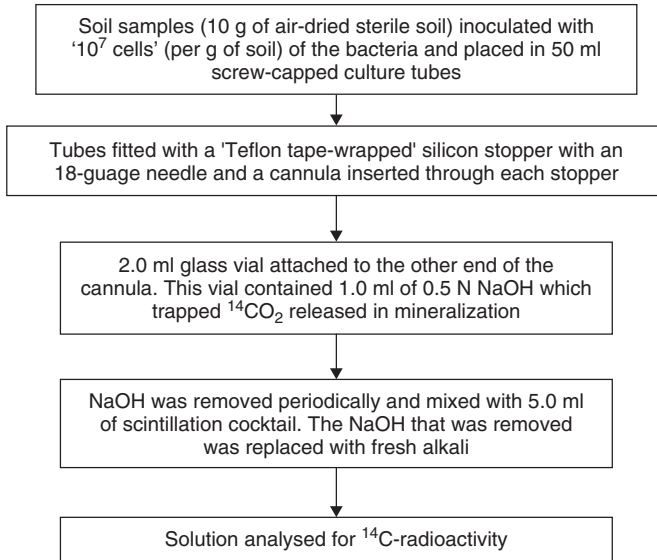 Soil samples (10 g of air-dried sterile soil) inoculated with
‘10⁷ cells’ (per g of soil) of the bacteria and placed in 50 ml
screw-capped culture tubes
Tubes fitted with a 'Teflon tape-wrapped' silicon stopper with an
18-guage needle and a cannula inserted through each stopper
2.0 ml glass vial attached to the other end of the
cannula. This vial contained 1.0 ml of 0.5 N NaOH which
trapped ¹⁴CO₂ released in mineralization
NaOH was removed periodically and mixed with 5.0 ml
of scintillation cocktail. The NaOH that was removed
was replaced with fresh alkali
Solution analysed for ¹⁴C-radioactivity